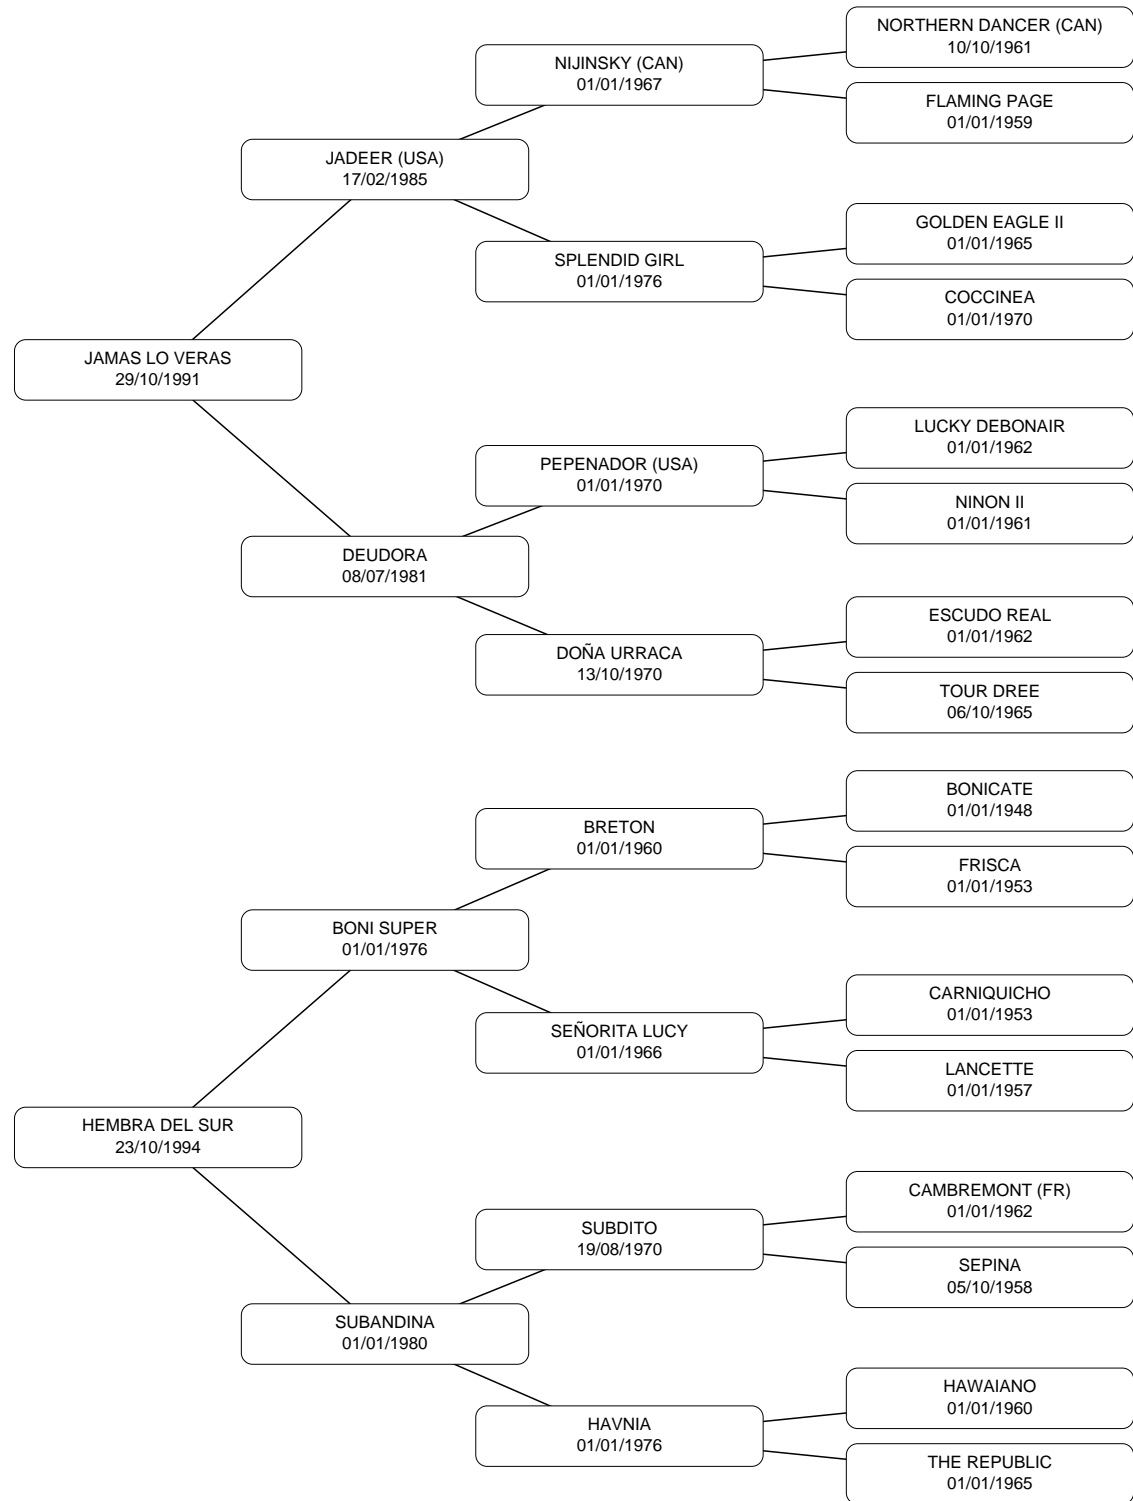 NORTHERN DANCER (CAN)
10/10/1961
NIJINSKY (CAN)
01/01/1967
FLAMING PAGE
01/01/1959
JADEER (USA)
17/02/1985
GOLDEN EAGLE II
01/01/1965
SPLENDID GIRL
01/01/1976
COCCINEA
01/01/1970
JAMAS LO VERAS
29/10/1991
LUCKY DEBONAIR
01/01/1962
PEPENADOR (USA)
01/01/1970
NINON II
01/01/1961
DEUDORA
08/07/1981
ESCUDO REAL
01/01/1962
DOÑA URRACA
13/10/1970
TOUR DREE
06/10/1965
BONICATE
01/01/1948
BRETON
01/01/1960
FRISCA
01/01/1953
BONI SUPER
01/01/1976
CARNIQUICHO
01/01/1953
SEÑORITA LUCY
01/01/1966
LANCETTE
01/01/1957
HEMBRA DEL SUR
23/10/1994
CAMBREMONT (FR)
01/01/1962
SUBDITO
19/08/1970
SEPINA
05/10/1958
SUBANDINA
01/01/1980
HAWAIANO
01/01/1960
HAVNIA
01/01/1976
THE REPUBLIC
01/01/1965